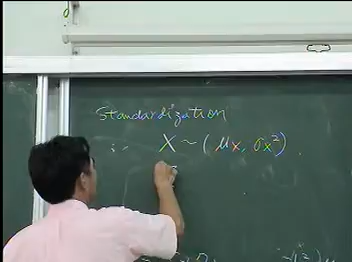 Standardization
∵ X ~ (μx, σx²)